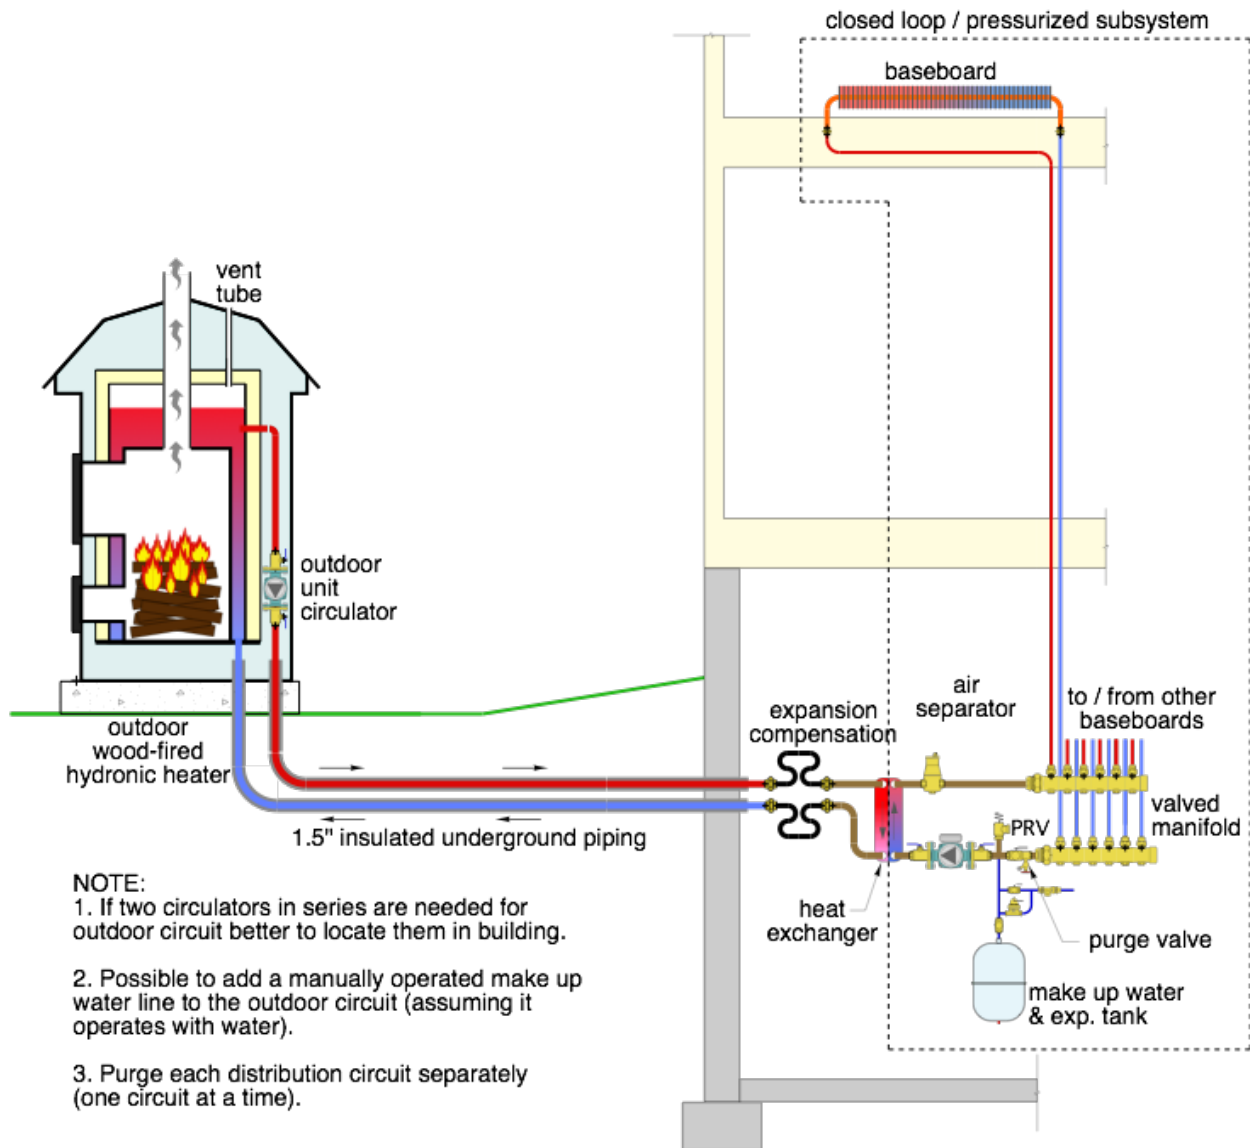 closed loop / pressurized subsystem
baseboard
vent
tube
outdoor
unit
circulator
outdoor
wood-fired
hydronic heater
expansion
compensation
air
separator
to / from other
baseboards
valved
manifold
PRV
1.5" insulated underground piping
heat
exchanger
purge valve
make up water
& exp. tank
NOTE:
1. If two circulators in series are needed for
outdoor circuit better to locate them in building.
2. Possible to add a manually operated make up
water line to the outdoor circuit (assuming it
operates with water).
3. Purge each distribution circuit separately
(one circuit at a time).